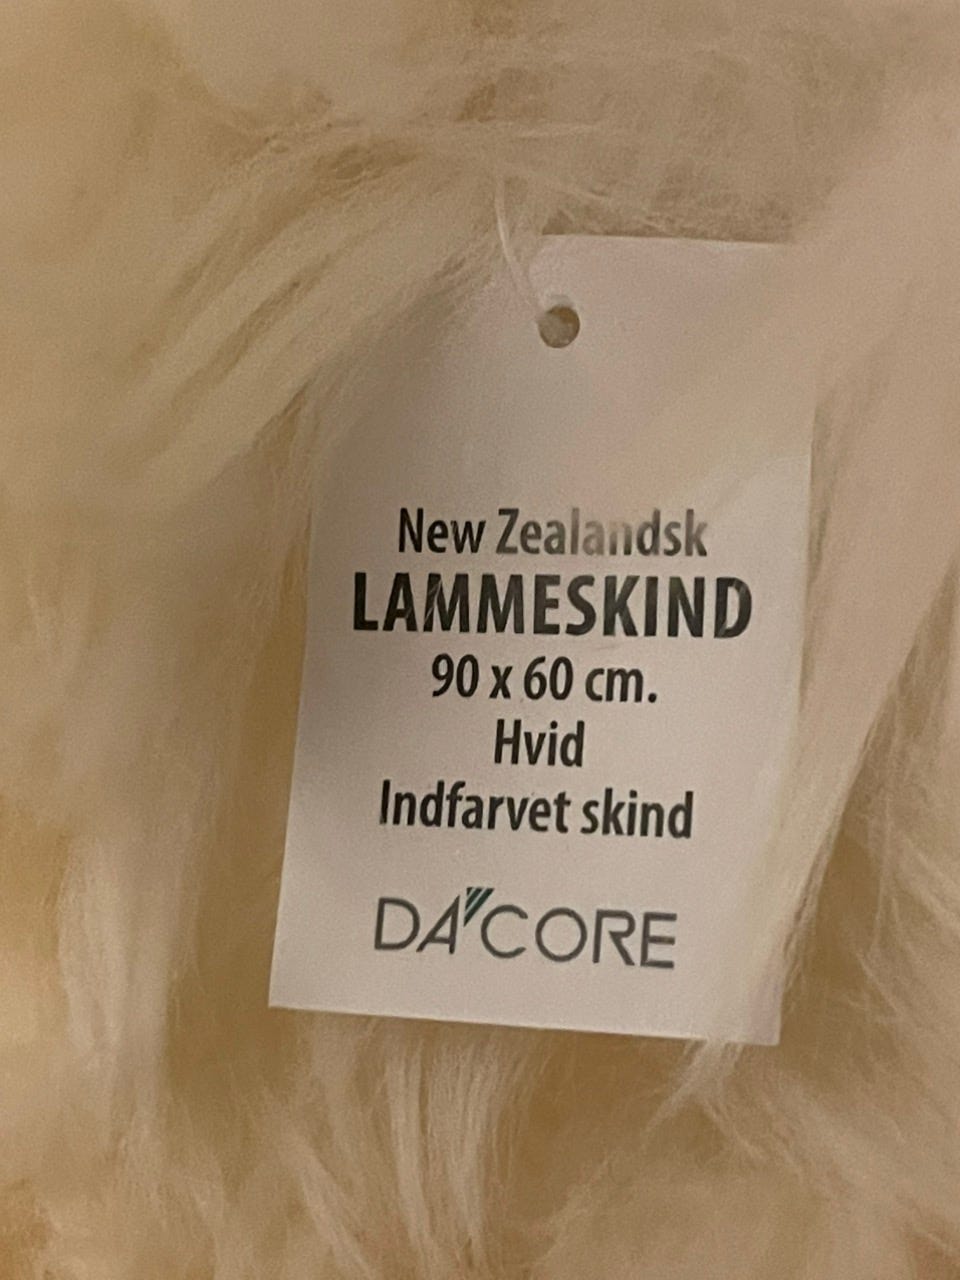 New Zealandsk
LAMMESKIND
90 x 60 cm.
Hvid
Indfarvet skind
DA'CORE